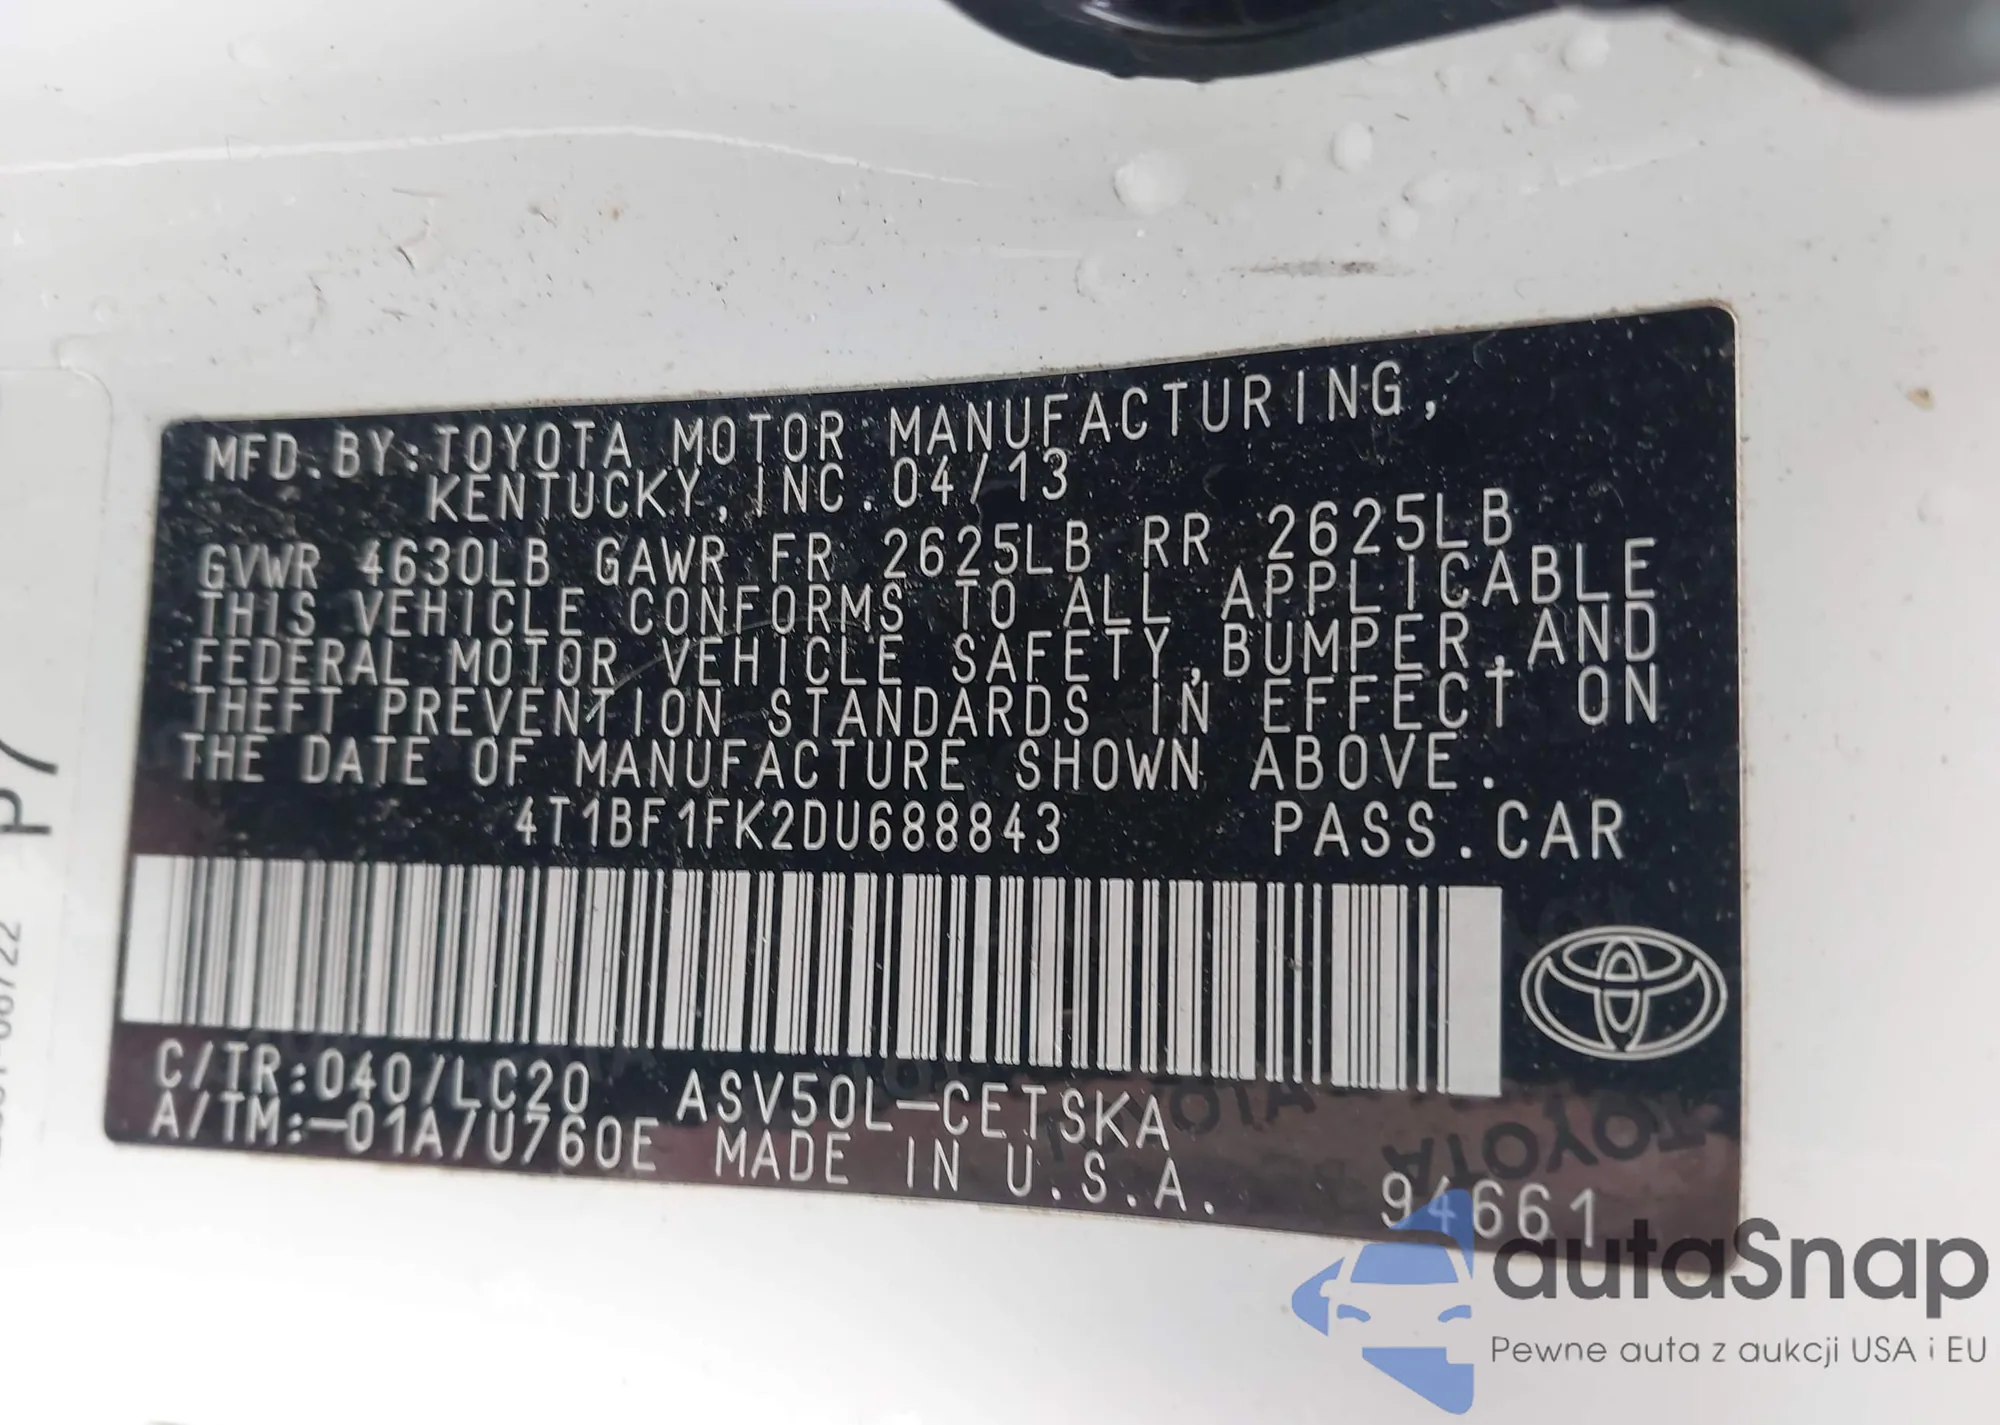 MFD.BY:TOYOTA MOTOR MANUFACTURING,
KENTUCKY, INC.04/13
GVWR 4630LB GAWR FR 2625LB RR 2625LB
THIS VEHICLE CONFORMS TO ALL APPLICABLE
FEDERAL MOTOR VEHICLE SAFETY,BUMPER,AND
THEFT PREVENTION STANDARDS IN EFFECT ON
THE DATE OF MANUFACTURE SHOWN ABOVE.
4T1BF1FK2DU688843 PASS.CAR
C/TR:040/LC20 ASV50L-CETSKA
A/TM:-01A/U760E MADE IN U.S.A.
94661
TOYOTA
TOYOTA
P7
autaSnap
Pewne auta z aukcji USA i EU